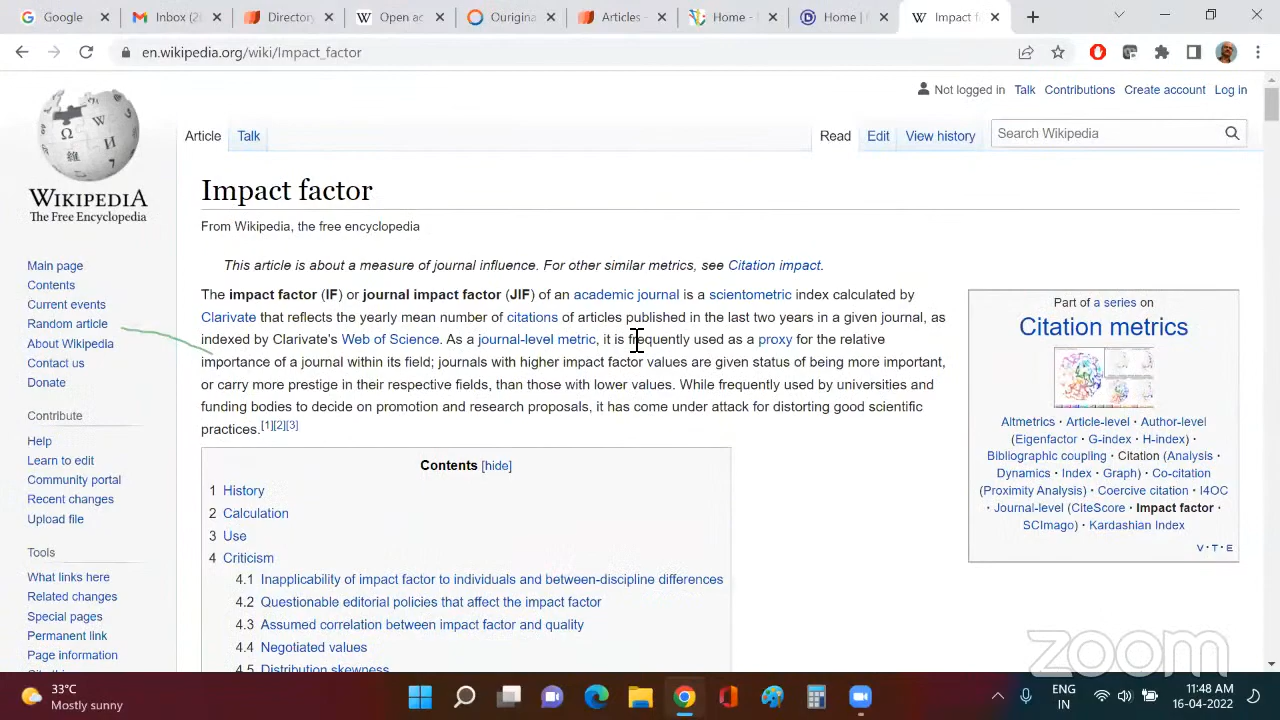 Google
Inbox (2
Directory
Open ac
Ourigina
Articles -
Home -
Home | 
Impact f
en.wikipedia.org/wiki/Impact_factor
Not logged in Talk Contributions Create account Log in
Article Talk Read Edit View history Search Wikipedia
WIKIPEDIA
The Free Encyclopedia
Main page
Contents
Current events
Random article
About Wikipedia
Contact us
Donate
Contribute
Help
Learn to edit
Community portal
Recent changes
Upload file
Tools
What links here
Related changes
Special pages
Permanent link
Page information
Impact factor
From Wikipedia, the free encyclopedia
This article is about a measure of journal influence. For other similar metrics, see Citation impact.
The impact factor (IF) or journal impact factor (JIF) of an academic journal is a scientometric index calculated by
Clarivate that reflects the yearly mean number of citations of articles published in the last two years in a given journal, as
indexed by Clarivate's Web of Science. As a journal-level metric, it is frequently used as a proxy for the relative
importance of a journal within its field; journals with higher impact factor values are given status of being more important,
or carry more prestige in their respective fields, than those with lower values. While frequently used by universities and
funding bodies to decide on promotion and research proposals, it has come under attack for distorting good scientific
practices.[1][2][3]
Contents [hide]
1 History
2 Calculation
3 Use
4 Criticism
4.1 Inapplicability of impact factor to individuals and between-discipline differences
4.2 Questionable editorial policies that affect the impact factor
4.3 Assumed correlation between impact factor and quality
4.4 Negotiated values
4.5 Distribution skewness
Part of a series on
Citation metrics
Altmetrics · Article-level · Author-level
(Eigenfactor · G-index · H-index) ·
Bibliographic coupling · Citation (Analysis ·
Dynamics · Index · Graph) · Co-citation
(Proximity Analysis) · Coercive citation · I4OC
· Journal-level (CiteScore · Impact factor ·
SCImago) · Kardashian Index
V·T·E
zoom
33°C
Mostly sunny
ENG
IN
11:48 AM
16-04-2022